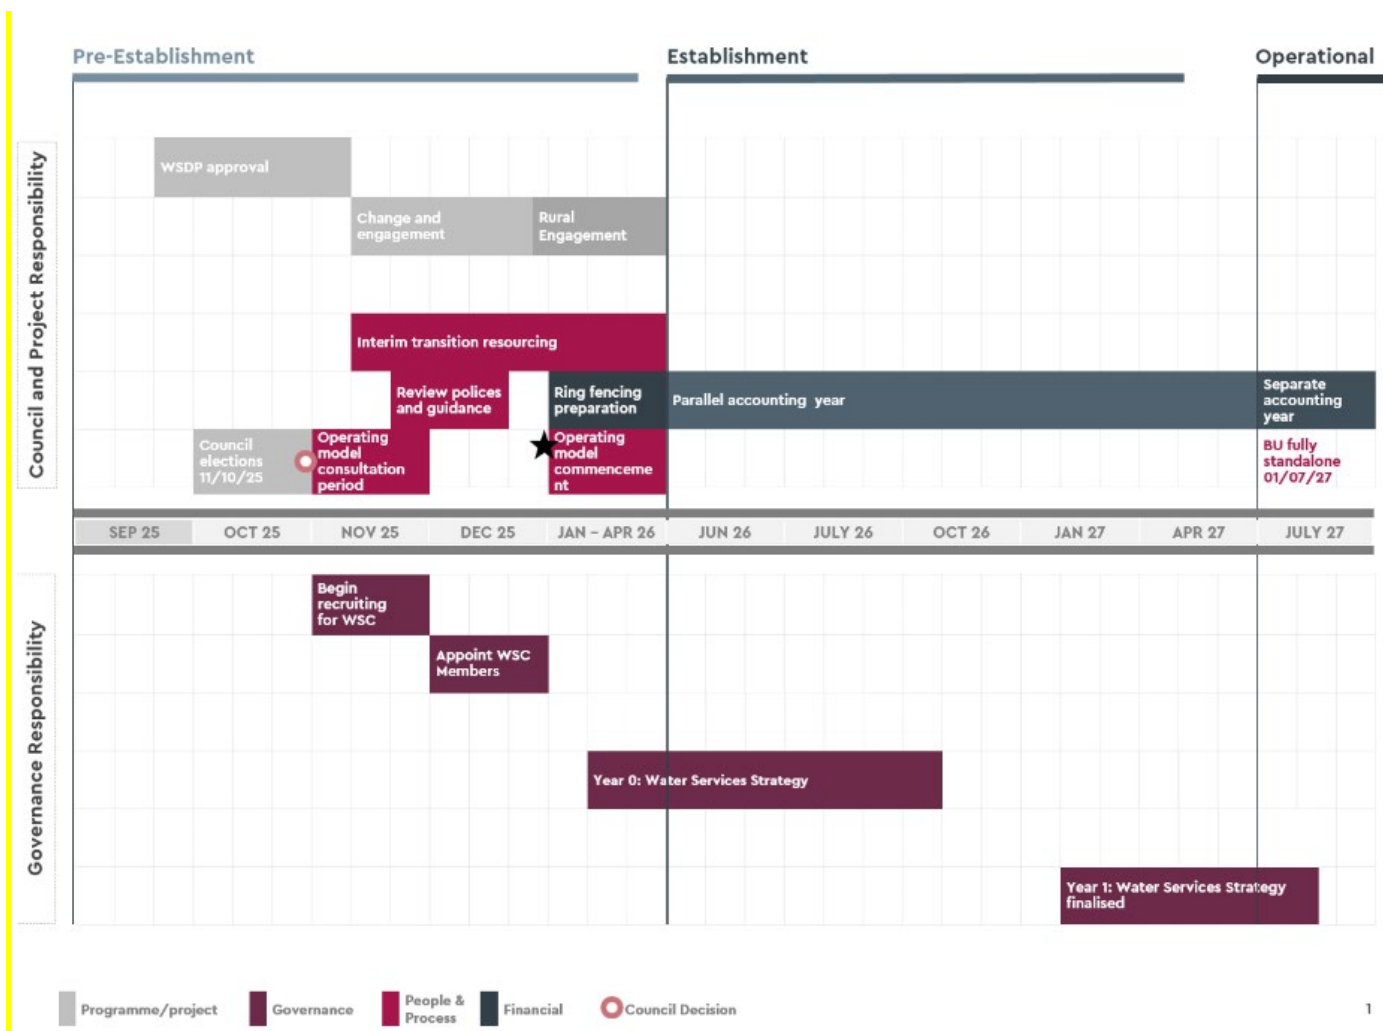 Pre-Establishment
Establishment
Operational
Council and Project Responsibility
WSDP approval
Change and
engagement
Rural
Engagement
Interim transition resourcing
Review polices
and guidance
Ring fencing
preparation
Parallel accounting year
Separate
accounting
year
Council
elections
11/10/25
Operating
model
consultation
period
Operating
model
commenceme
nt
BU fully
standalone
01/07/27
SEP 25
OCT 25
NOV 25
DEC 25
JAN – APR 26
JUN 26
JULY 26
OCT 26
JAN 27
APR 27
JULY 27
Governance Responsibility
Begin
recruiting
for WSC
Appoint WSC
Members
Year 0: Water Services Strategy
Year 1: Water Services Strategy
finalised
Programme/project
Governance
People &
Process
Financial
Council Decision
1